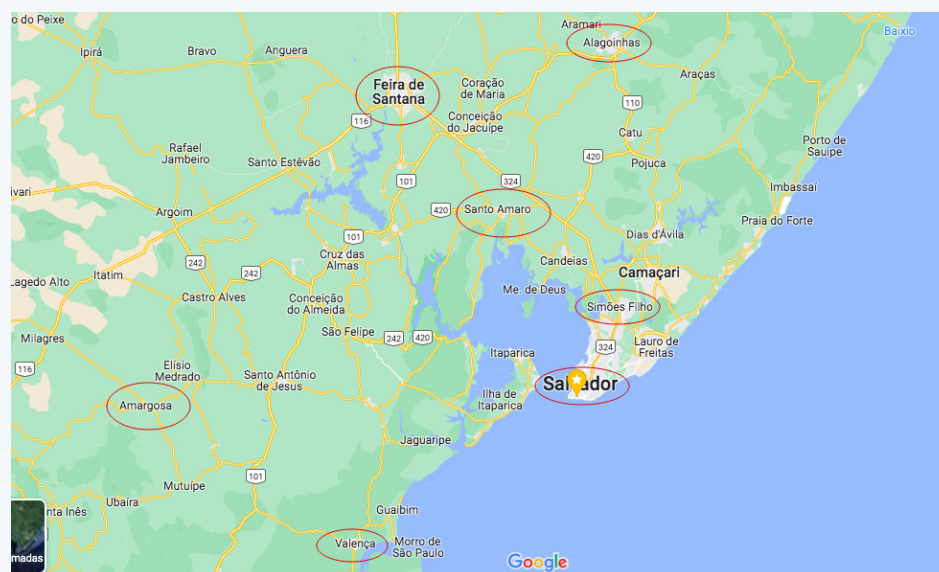 o do Peixe
Aramari
Baixio
Ipirá
Bravo
Anguera
Alagoinhas
Feira de
Santana
Coração
de Maria
Araças
110
116
Conceição
do Jacuípe
Catu
Rafael
Jambeiro
Porto de
Sauipe
Santo Estêvão
420
Pojuca
ivari
101
324
Imbassaí
Argoim
420
Santo Amaro
Praia do Forte
101
Dias d'Ávila
242
Cruz das
Almas
Candeias
Lagedo Alto
Itatim
242
Camaçari
Castro Alves
Conceição
do Almeida
Me. de Deus
Simões Filho
Milagres
São Felipe
242
420
324
Lauro de
Freitas
Itaparica
116
Elísio
Medrado
Santo Antônio
de Jesus
Salvador
Amargosa
Ilha de
Itaparica
Jaguaripe
101
Mutuípe
Ubaíra
nta Inês
Guaibim
Valença
Morro de
São Paulo
madas
Google